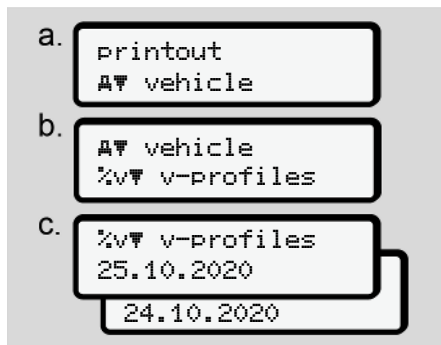 a.
printout
vehicle
b.
vehicle
%v▼ v-profiles
c.
%v▼ v-profiles
25.10.2020
24.10.2020